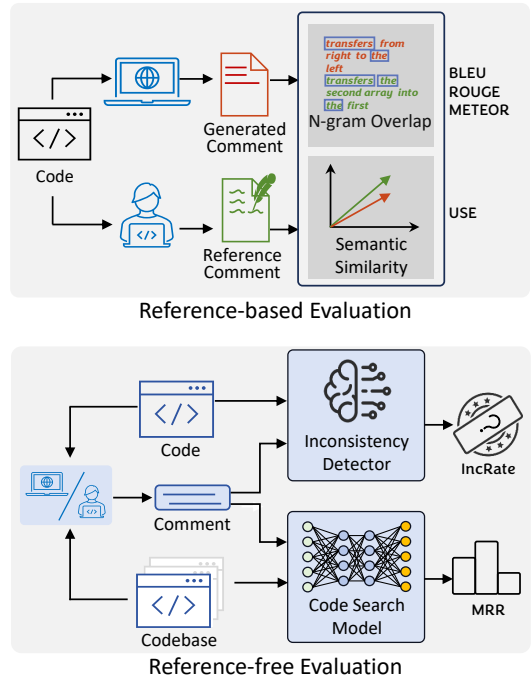 transfers from
right to the
left
transfers the
second array into
the first
N-gram Overlap
BLEU
ROUGE
METEOR
</>
Code
Generated
Comment
</>
Reference
Comment
Semantic
Similarity
USE
Reference-based Evaluation
</>
Code
Inconsistency
Detector
?
IncRate
</>
Comment
</>
Codebase
Code Search
Model
MRR
Reference-free Evaluation